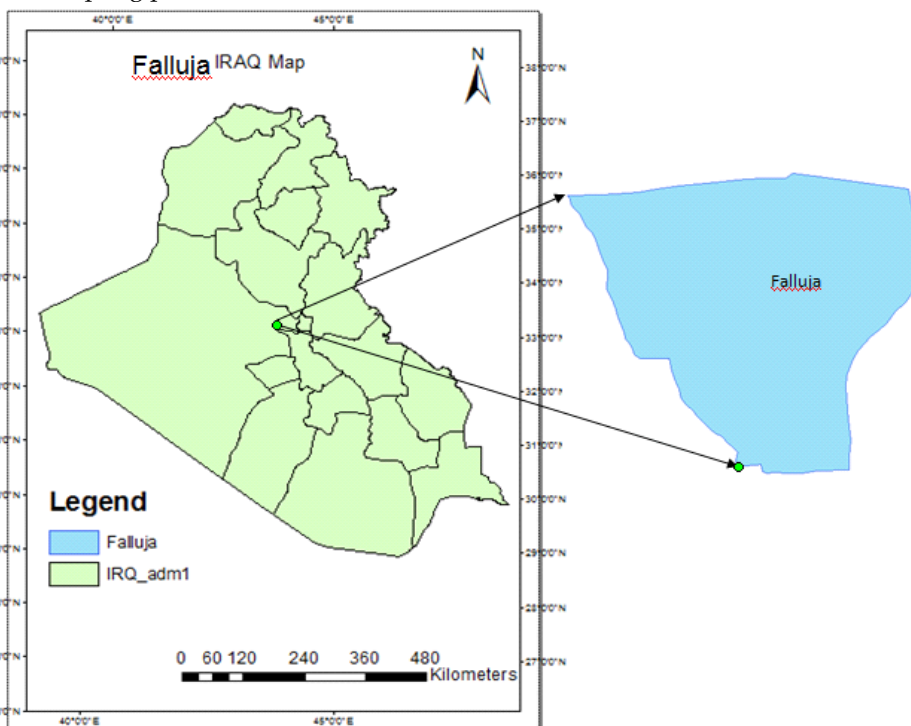 40°0'0"E 45°0'0"E
Falluja IRAQ Map
N
38°0'0"N
37°0'0"N
36°0'0"N
35°0'0"N
34°0'0"N
33°0'0"N
32°0'0"N
31°0'0"N
30°0'0"N
29°0'0"N
28°0'0"N
27°0'0"N
Falluja
Legend
Falluja
IRQ_adm1
0 60 120 240 360 480
Kilometers
40°0'0"E 45°0'0"E